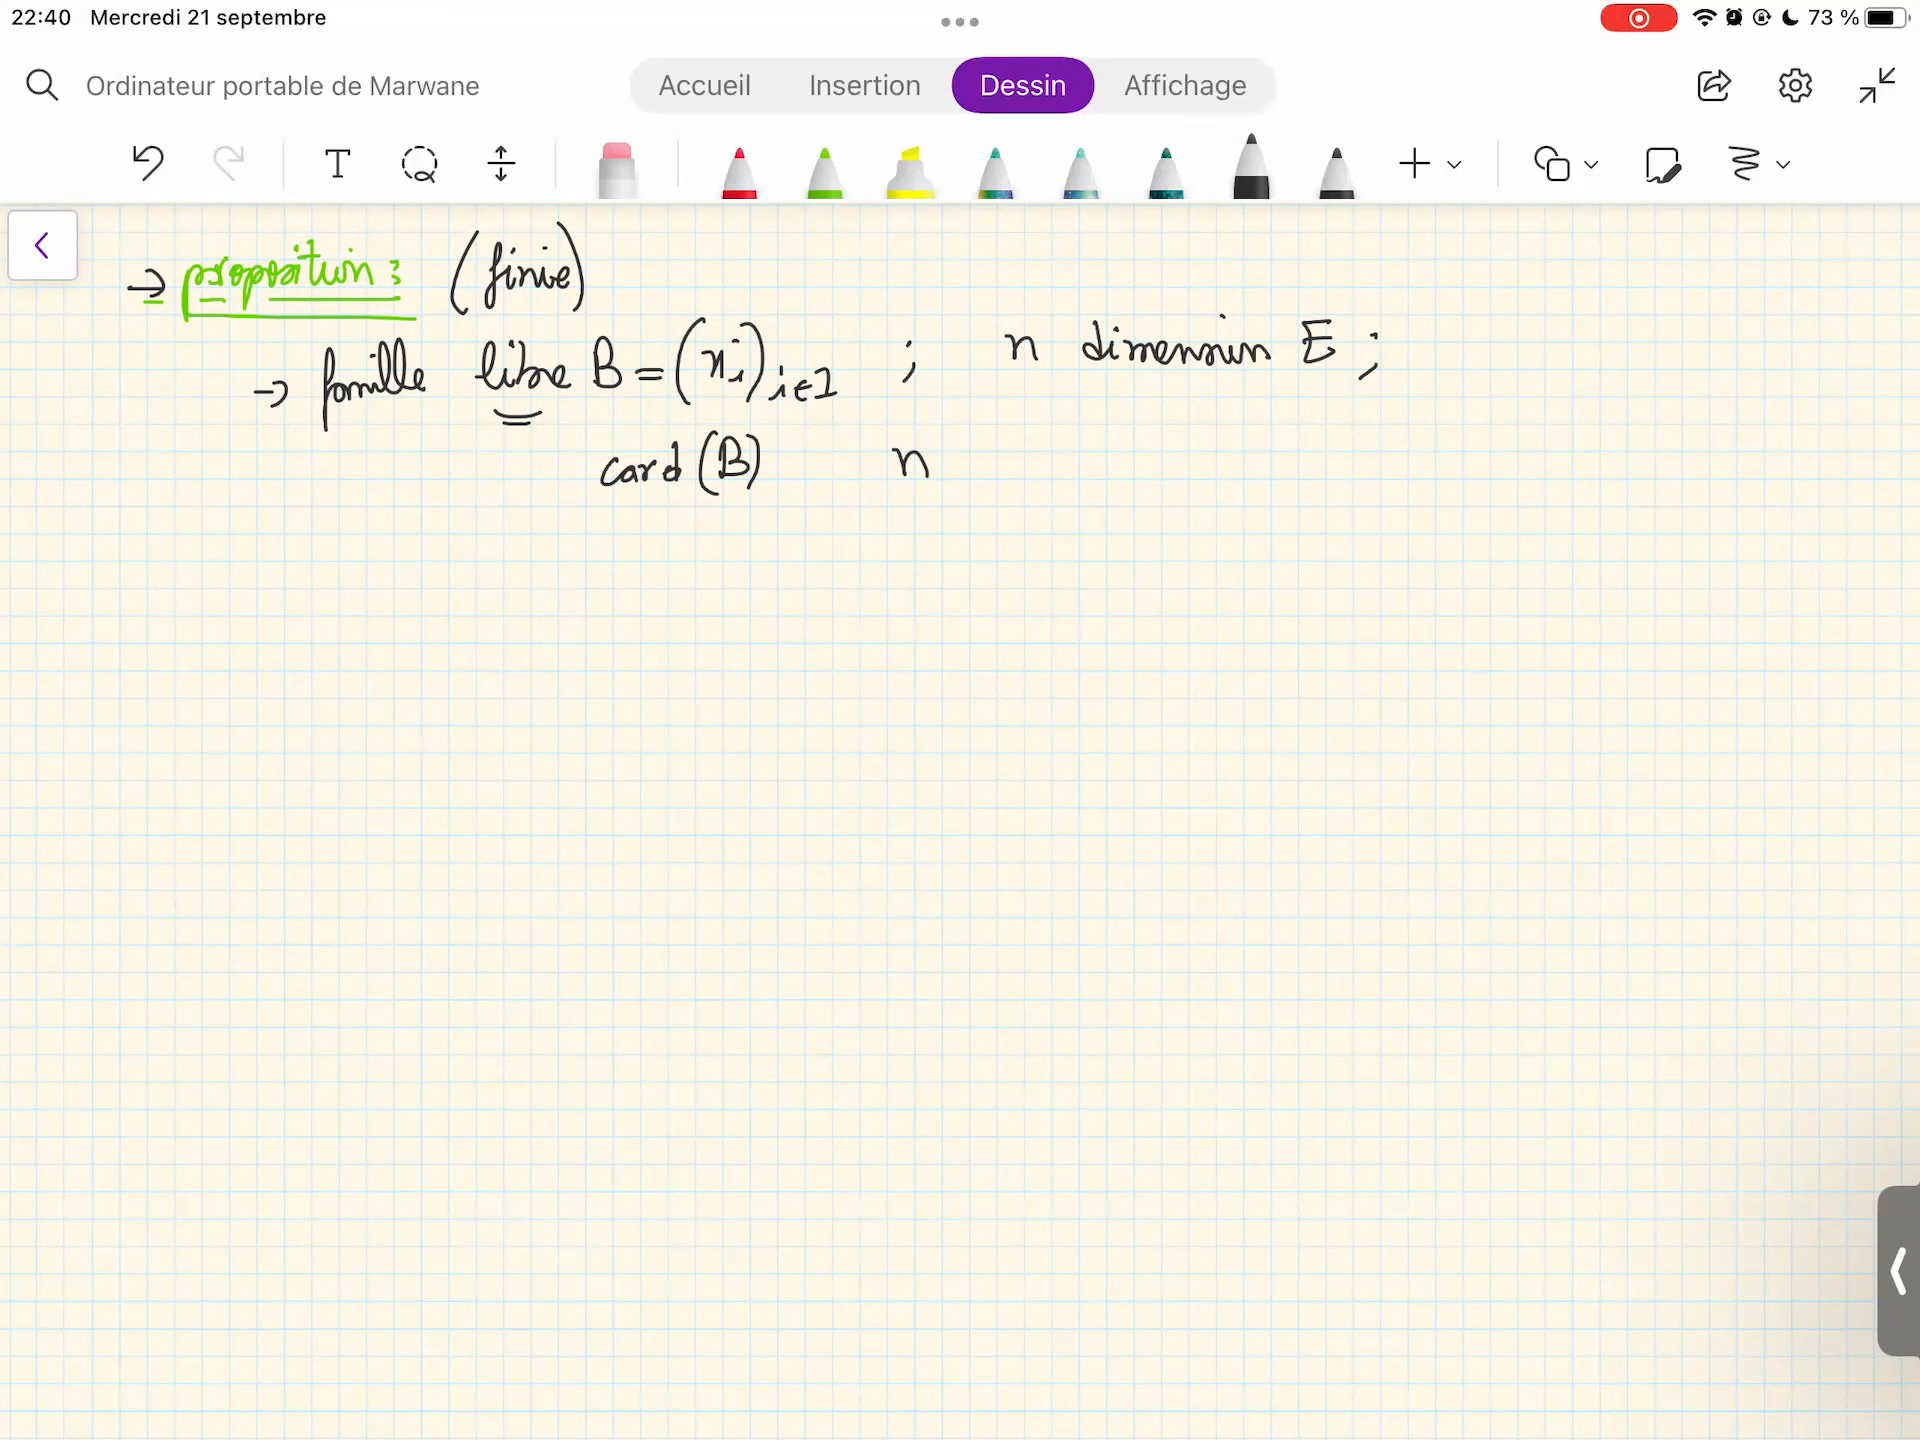 22:40 Mercredi 21 septembre 73 %
Ordinateur portable de Marwane Accueil Insertion Dessin Affichage
T
→ proposition : (finie)
→ famille libre B = (xi)i∈I ; n dimension E ;
card (B) n